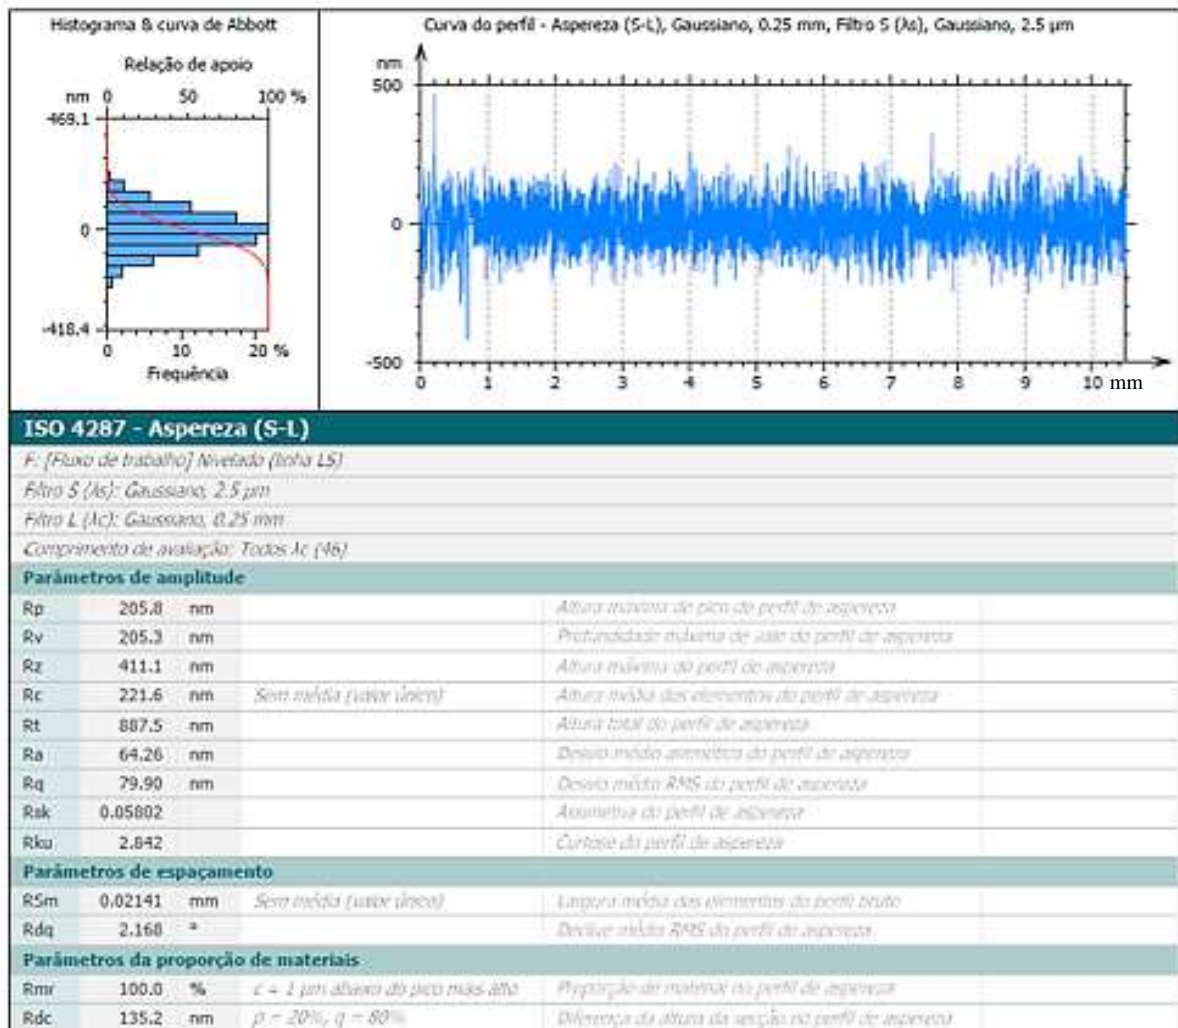 Histograma & curva de Abbott
Relação de apoio
nm 0 50 100 %
469.1
0
-418.4
0 10 20 %
Frequência
Curva do perfil - Aspereza (S-L), Gaussiano, 0.25 mm, Filtro S (λs), Gaussiano, 2.5 µm
nm
500
0
-500
0 1 2 3 4 5 6 7 8 9 10 mm
ISO 4287 - Aspereza (S-L)
F: [Fluxo de trabalho] Nivelado (linha LS)
Filtro S (λs): Gaussiano, 2.5 µm
Filtro L (λc): Gaussiano, 0.25 mm
Comprimento de avaliação: Todos λc (46)
Parâmetros de amplitude
Rp 205.8 nm Altura máxima de pico do perfil de aspereza
Rv 205.3 nm Profundidade máxima de vale do perfil de aspereza
Rz 411.1 nm Altura máxima do perfil de aspereza
Rc 221.6 nm Sem média (valor único) Altura média dos elementos do perfil de aspereza
Rt 887.5 nm Altura total do perfil de aspereza
Ra 64.26 nm Desvio médio aritmético do perfil de aspereza
Rq 79.90 nm Desvio médio RMS do perfil de aspereza
Rsk 0.05802 Assimetria do perfil de aspereza
Rku 2.842 Curtose do perfil de aspereza
Parâmetros de espaçamento
RSm 0.02141 mm Sem média (valor único) Largura média dos elementos do perfil bruto
Rdq 2.168 ° Declive médio RMS do perfil de aspereza
Parâmetros da proporção de materiais
Rmr 100.0 % c = 1 µm abaixo do pico mais alto Proporção de material no perfil de aspereza
Rdc 135.2 nm p = 20%, q = 80% Diferença da altura da secção no perfil de aspereza